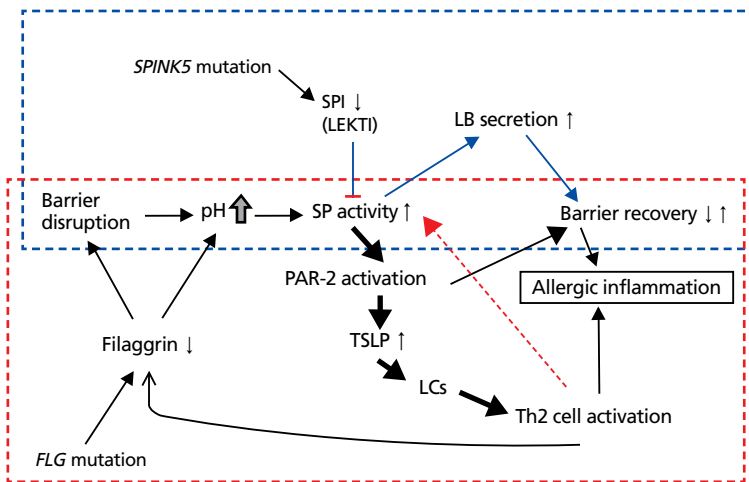 SPINK5 mutation
SPI ↓
(LEKTI)
LB secretion ↑
Barrier
disruption
pH
SP activity ↑
Barrier recovery ↓ ↑
PAR-2 activation
Allergic inflammation
Filaggrin ↓
TSLP ↑
LCs
Th2 cell activation
FLG mutation